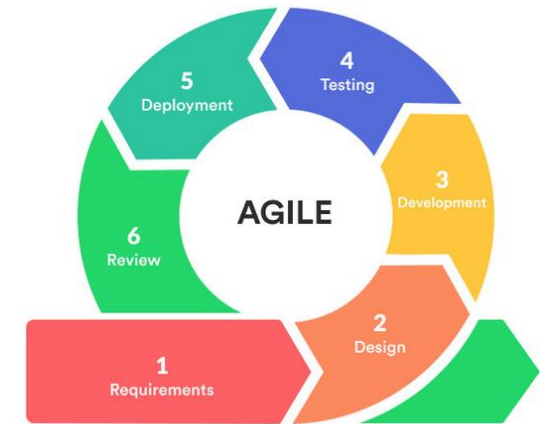 5
Deployment
4
Testing
3
Development
AGILE
6
Review
2
Design
1
Requirements